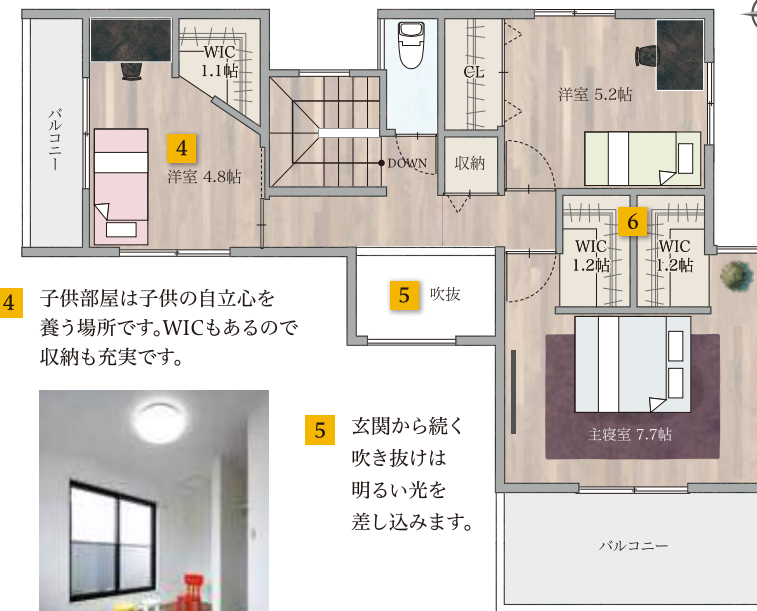 WIC
1.1帖
CL
洋室 5.2帖
バルコニー
4
洋室 4.8帖
DOWN
収納
6
WIC
1.2帖
WIC
1.2帖
5 吹抜
4 子供部屋は子供の自立心を
養う場所です。WICもあるので
収納も充実です。
5 玄関から続く
吹き抜けは
明るい光を
差し込みます。
主寝室 7.7帖
バルコニー